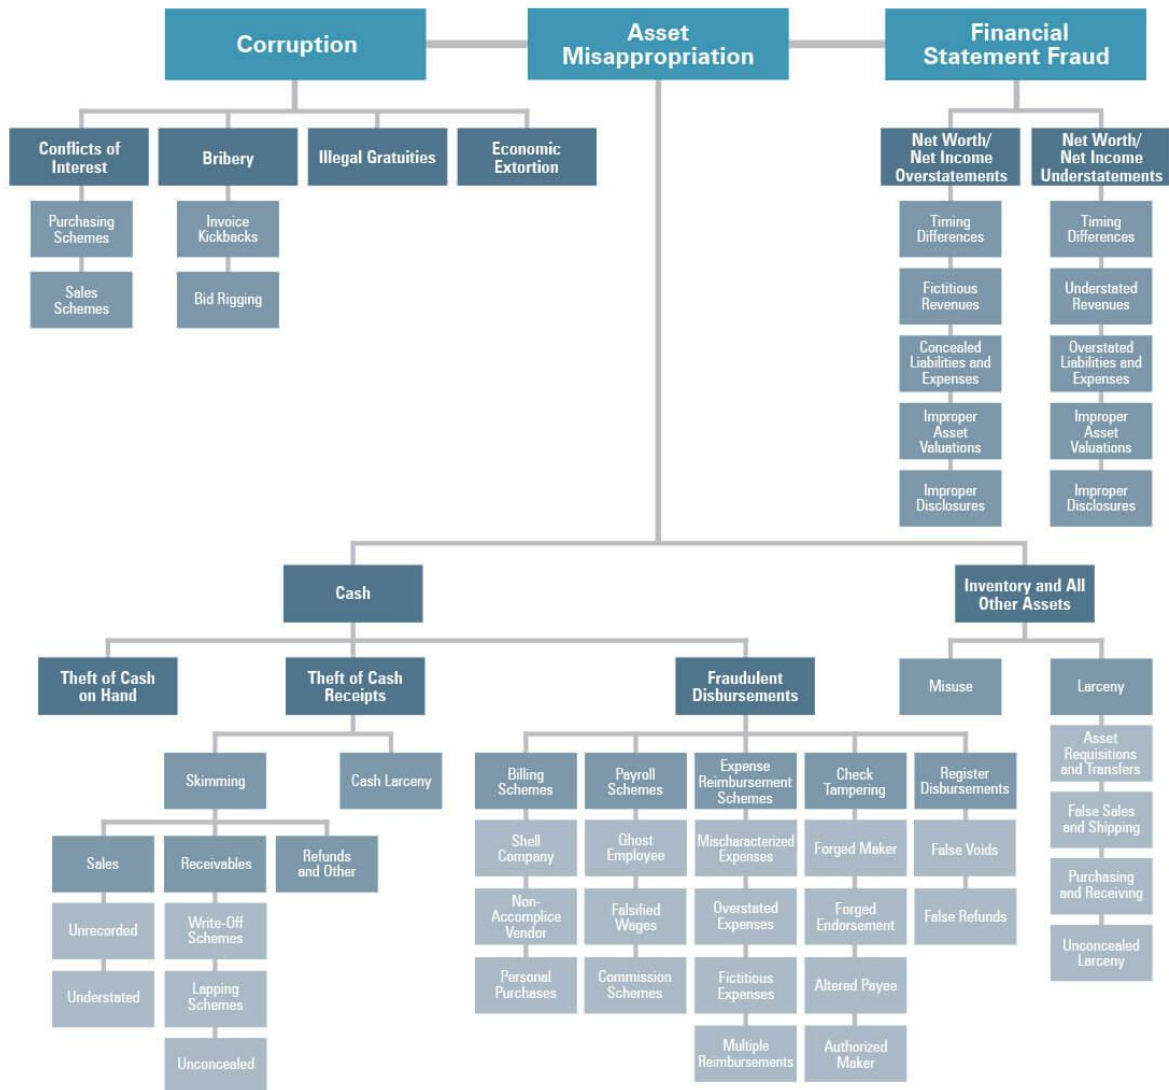 Corruption
Asset
Misappropriation
Financial
Statement Fraud
Conflicts of
Interest
Bribery
Illegal Gratuities
Economic
Extortion
Net Worth/
Net Income
Overstatements
Net Worth/
Net Income
Understatements
Purchasing
Schemes
Sales
Schemes
Invoice
Kickbacks
Bid Rigging
Timing
Differences
Fictitious
Revenues
Concealed
Liabilities and
Expenses
Improper
Asset
Valuations
Improper
Disclosures
Timing
Differences
Understated
Revenues
Overstated
Liabilities and
Expenses
Improper
Asset
Valuations
Improper
Disclosures
Cash
Inventory and All
Other Assets
Theft of Cash
on Hand
Theft of Cash
Receipts
Fraudulent
Disbursements
Misuse
Larceny
Asset
Requisitions
and Transfers
False Sales
and Shipping
Purchasing
and Receiving
Unconcealed
Larceny
Skimming
Cash Larceny
Sales
Unrecorded
Understated
Receivables
Write-Off
Schemes
Lapping
Schemes
Unconcealed
Refunds
and Other
Billing
Schemes
Shell
Company
Non-
Accomplice
Vendor
Personal
Purchases
Payroll
Schemes
Ghost
Employee
Falsified
Wages
Commission
Schemes
Expense
Reimbursement
Schemes
Mischaracterized
Expenses
Overstated
Expenses
Fictitious
Expenses
Multiple
Reimbursements
Check
Tampering
Forged Maker
Forged
Endorsement
Altered Payee
Authorized
Maker
Register
Disbursements
False Voids
False Refunds